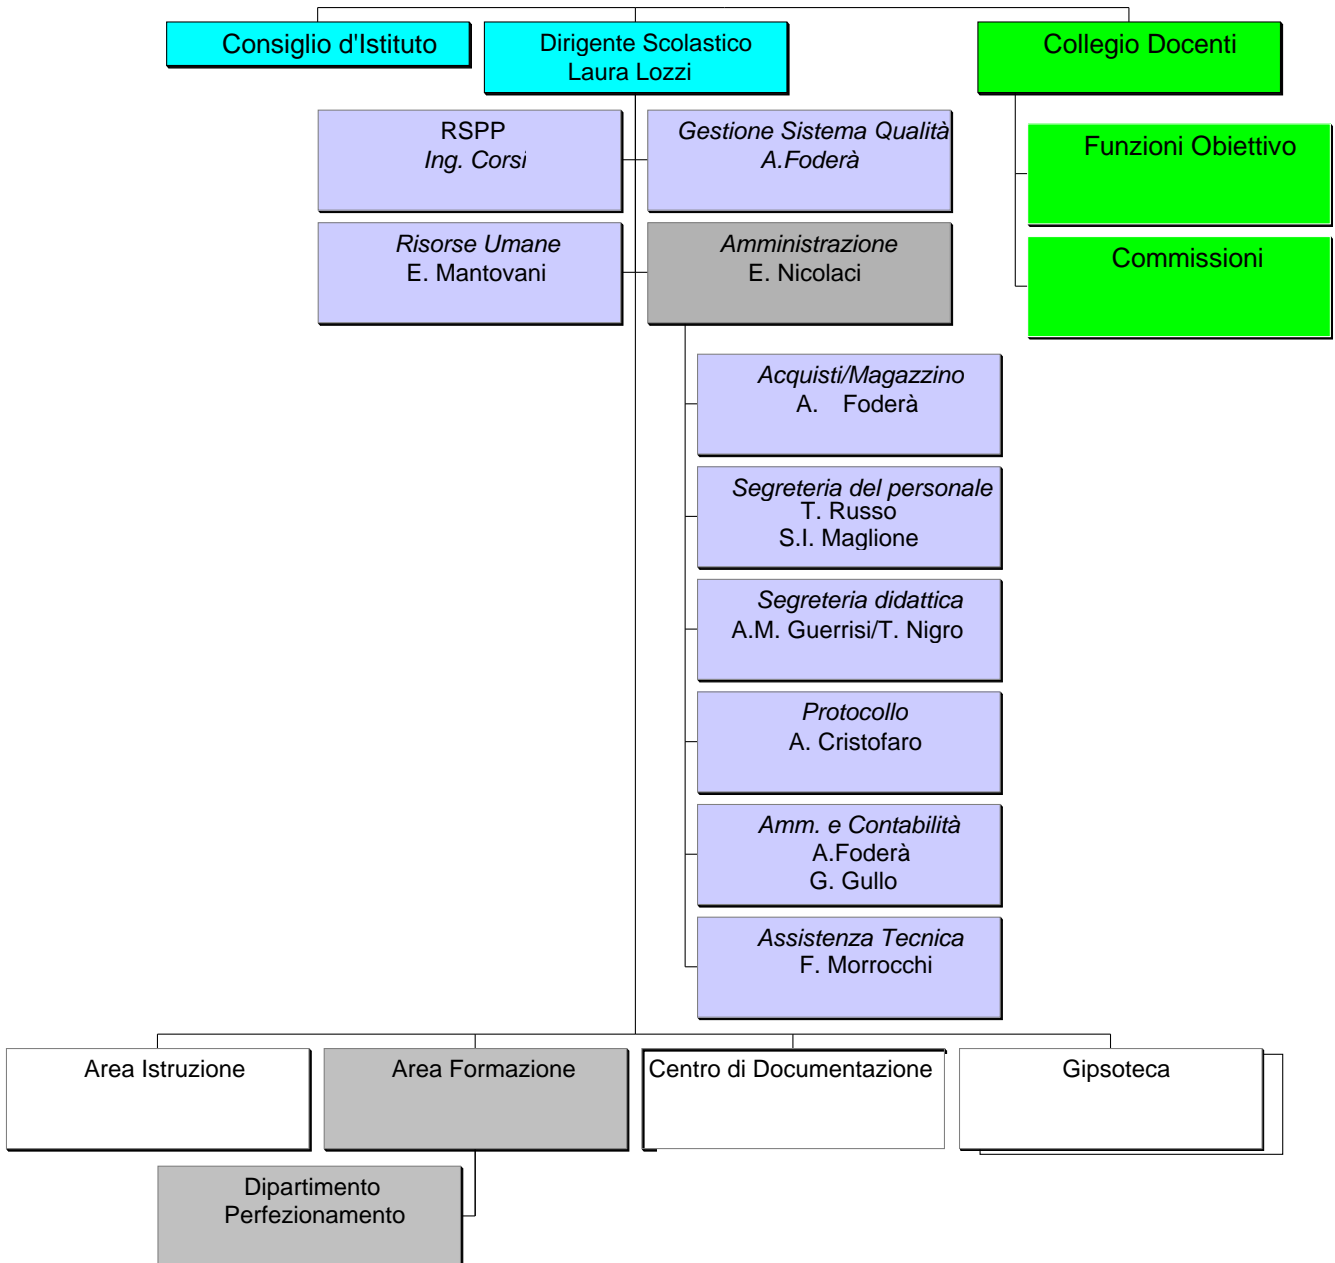 Consiglio d'Istituto
Dirigente Scolastico
Laura Lozzi
Collegio Docenti
RSPP
Ing. Corsi
Gestione Sistema Qualità
A.Foderà
Funzioni Obiettivo
Risorse Umane
E. Mantovani
Amministrazione
E. Nicolaci
Commissioni
Acquisti/Magazzino
A. Foderà
Segreteria del personale
T. Russo
S.I. Maglione
Segreteria didattica
A.M. Guerrisi/T. Nigro
Protocollo
A. Cristofaro
Amm. e Contabilità
A.Foderà
G. Gullo
Assistenza Tecnica
F. Morrocchi
Area Istruzione
Area Formazione
Centro di Documentazione
Gipsoteca
Dipartimento
Perfezionamento